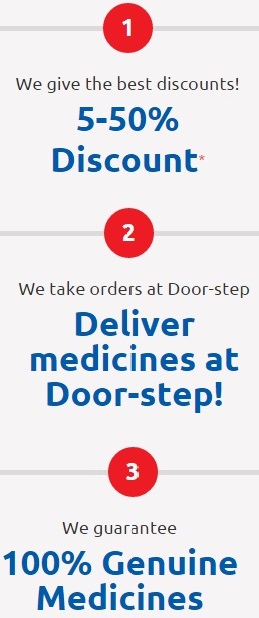 1
We give the best discounts!
5-50%
Discount*
2
We take orders at Door-step
Deliver
medicines at
Door-step!
3
We guarantee
100% Genuine
Medicines